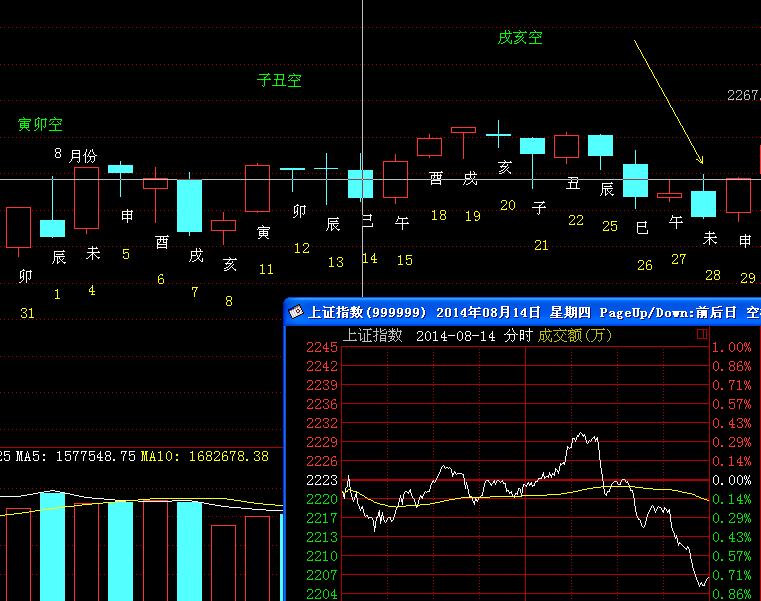 戌亥空
子丑空
2267.
寅卯空
8 月份
卯 辰 未 申 酉 戌 亥 寅 卯 辰 巳 午 酉 戌 亥 子 丑 辰 巳 午 未 申
31 1 4 5 6 7 8 11 12 13 14 15 18 19 20 21 22 25 26 27 28 29
上证指数(999999) 2014年08月14日 星期四 PageUp/Down:前后日 空
上证指数 2014-08-14 分时 成交额(万)
2245 1.00%
2242 0.86%
2239 0.71%
2236 0.57%
2232 0.43%
2229 0.29%
2226 0.14%
2223 0.00%
2220 0.14%
2217 0.29%
2213 0.43%
2210 0.57%
2207 0.71%
2204 0.86%
25 MA5: 1577548.75 MA10: 1682678.38